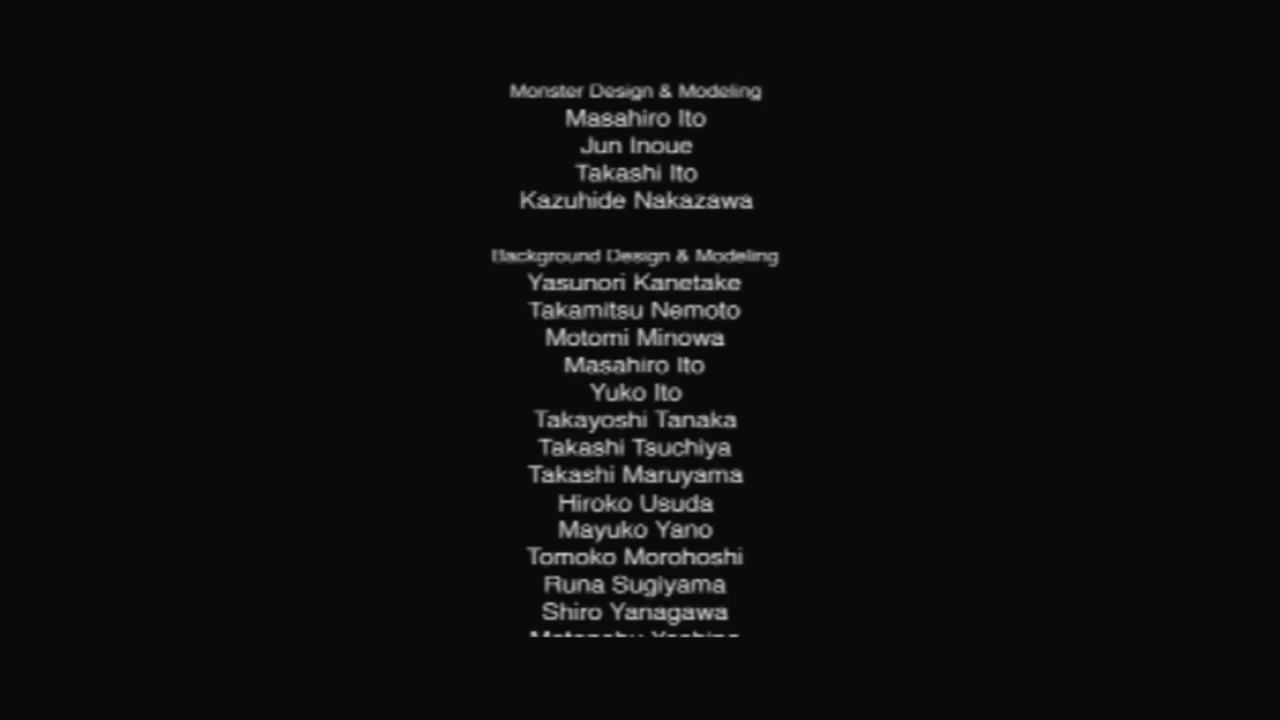 Monster Design & Modeling
Masahiro Ito
Jun Inoue
Takashi Ito
Kazuhide Nakazawa
Background Design & Modeling
Yasunori Kanetake
Takamitsu Nemoto
Motomi Minowa
Masahiro Ito
Yuko Ito
Takayoshi Tanaka
Takashi Tsuchiya
Takashi Maruyama
Hiroko Usuda
Mayuko Yano
Tomoko Morohoshi
Runa Sugiyama
Shiro Yanagawa